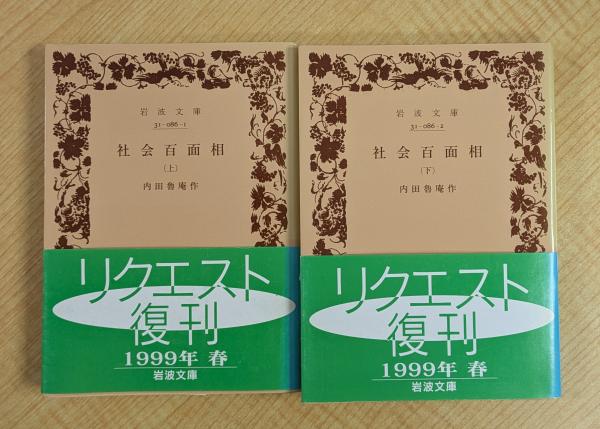 岩波文庫
31-086-1
社会百面相
(上)
内田魯庵作
リクエスト
復刊
1999年 春
岩波文庫
岩波文庫
31-086-2
社会百面相
(下)
内田魯庵作
リクエスト
復刊
1999年 春
岩波文庫